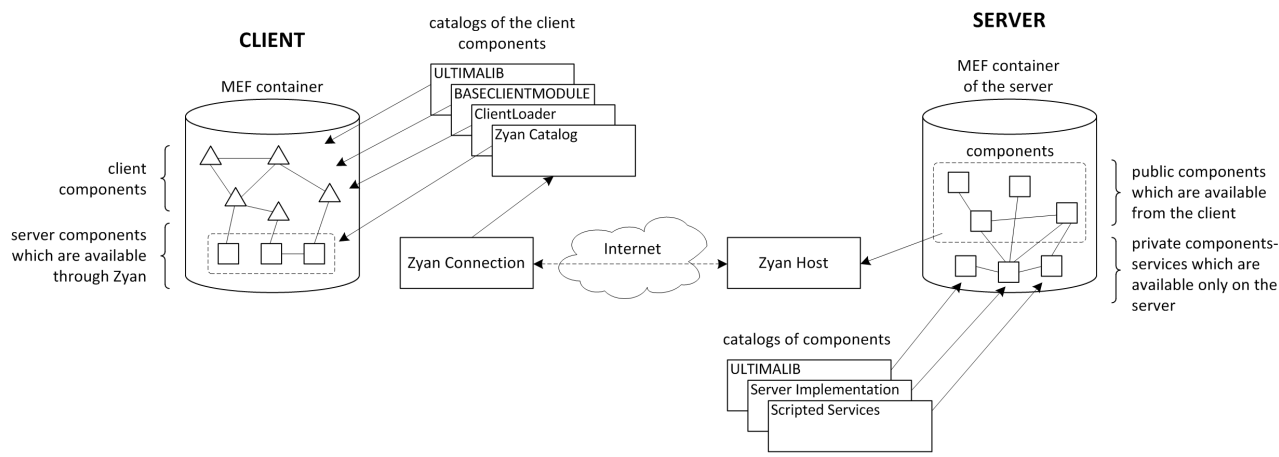 CLIENT
MEF container
client
components
server components
which are available
through Zyan
catalogs of the client
components
ULTIMALIB
BASECLIENTMODULE
ClientLoader
Zyan Catalog
Zyan Connection
Internet
Zyan Host
SERVER
MEF container
of the server
components
public components
which are available
from the client
private components-
services which are
available only on the
server
catalogs of components
ULTIMALIB
Server Implementation
Scripted Services